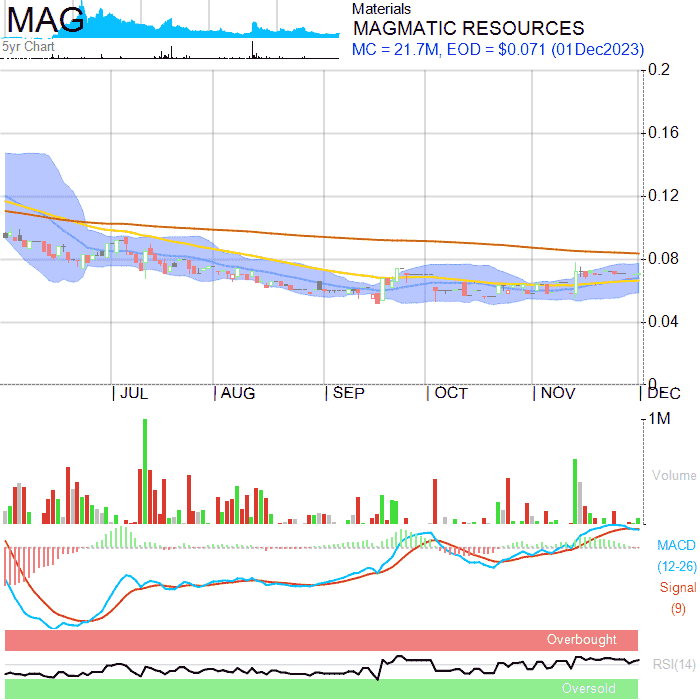 MAG
5yr Chart
Materials
MAGMATIC RESOURCES
MC = 21.7M, EOD = $0.071 (01Dec2023)
0.2
0.16
0.12
0.08
0.04
0
JUL
AUG
SEP
OCT
NOV
DEC
1M
Volume
MACD
(12-26)
Signal
(9)
Overbought
RSI(14)
Oversold